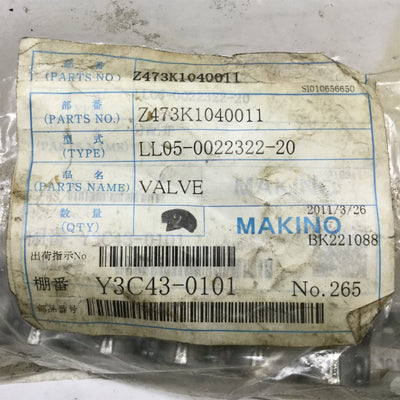 番
(PARTS NO) Z473K1040011
SI010656650
部番
(PARTS NO.) Z473K1040011
型式
(TYPE) LL05-0022322-20
品名
(PARTS NAME) VALVE
数量
(QTY) 2
2011/3/26
MAKINO
BK221088
出荷指示No
棚番 Y3C43-0101 No.265